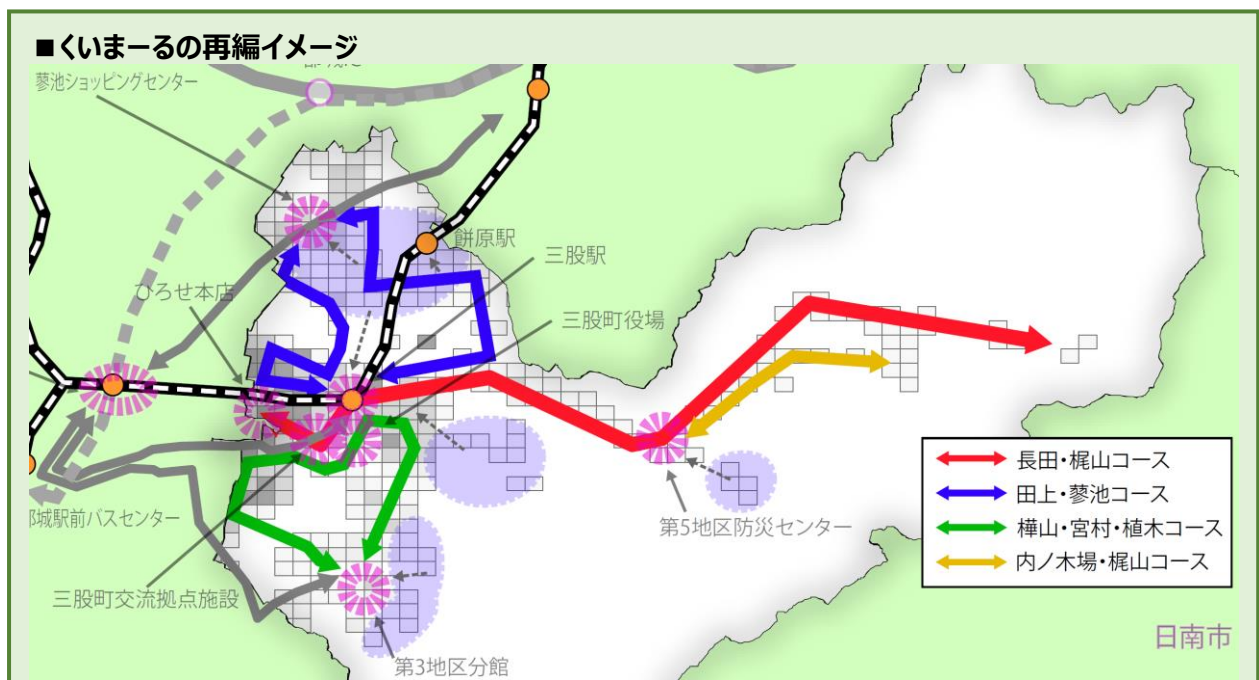 ■くいまーるの再編イメージ
蓼池ショッピングセンター
餅原駅
三股駅
ひろせ本店
三股町役場
長田・梶山コース
田上・蓼池コース
樺山・宮村・植木コース
内ノ木場・梶山コース
城駅前バスセンター
第5地区防災センター
三股町交流拠点施設
第3地区分館
日南市